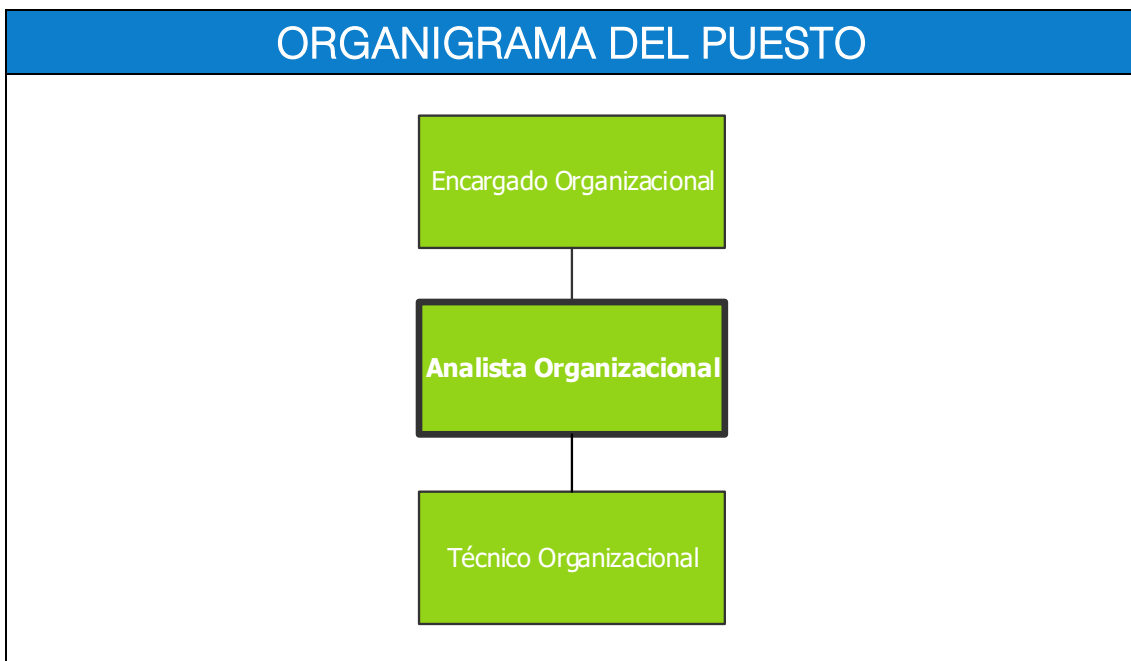 ORGANIGRAMA DEL PUESTO
Encargado Organizacional
Analista Organizacional
Técnico Organizacional